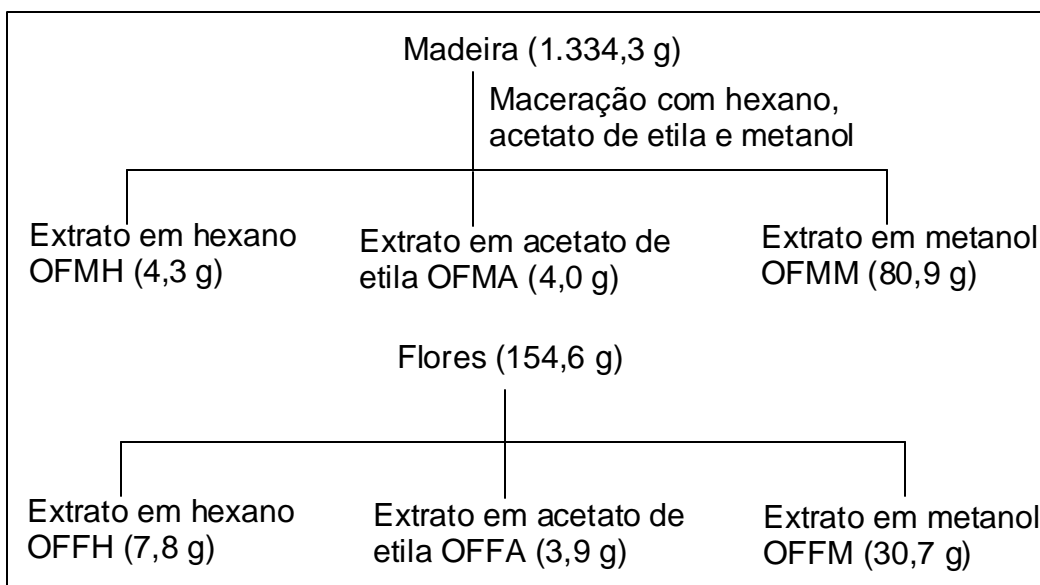 Madeira (1.334,3 g)
Maceração com hexano,
acetato de etila e metanol
Extrato em hexano
OFMH (4,3 g)
Extrato em acetato de
etila OFMA (4,0 g)
Extrato em metanol
OFMM (80,9 g)
Flores (154,6 g)
Extrato em hexano
OFFH (7,8 g)
Extrato em acetato de
etila OFFA (3,9 g)
Extrato em metanol
OFFM (30,7 g)